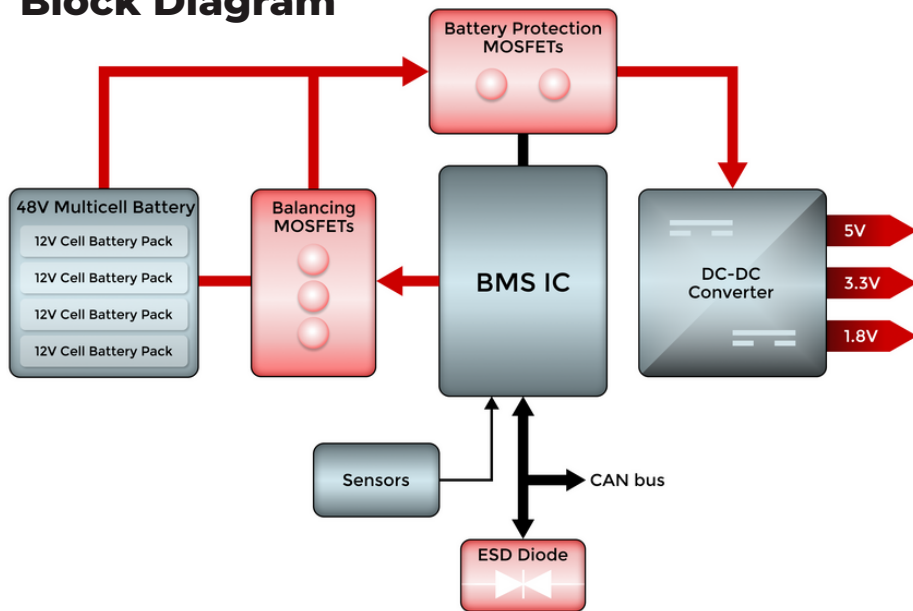 Block Diagram
Battery Protection
MOSFETs
48V Multicell Battery
12V Cell Battery Pack
12V Cell Battery Pack
12V Cell Battery Pack
12V Cell Battery Pack
Balancing
MOSFETs
BMS IC
DC-DC
Converter
5V
3.3V
1.8V
Sensors
CAN bus
ESD Diode